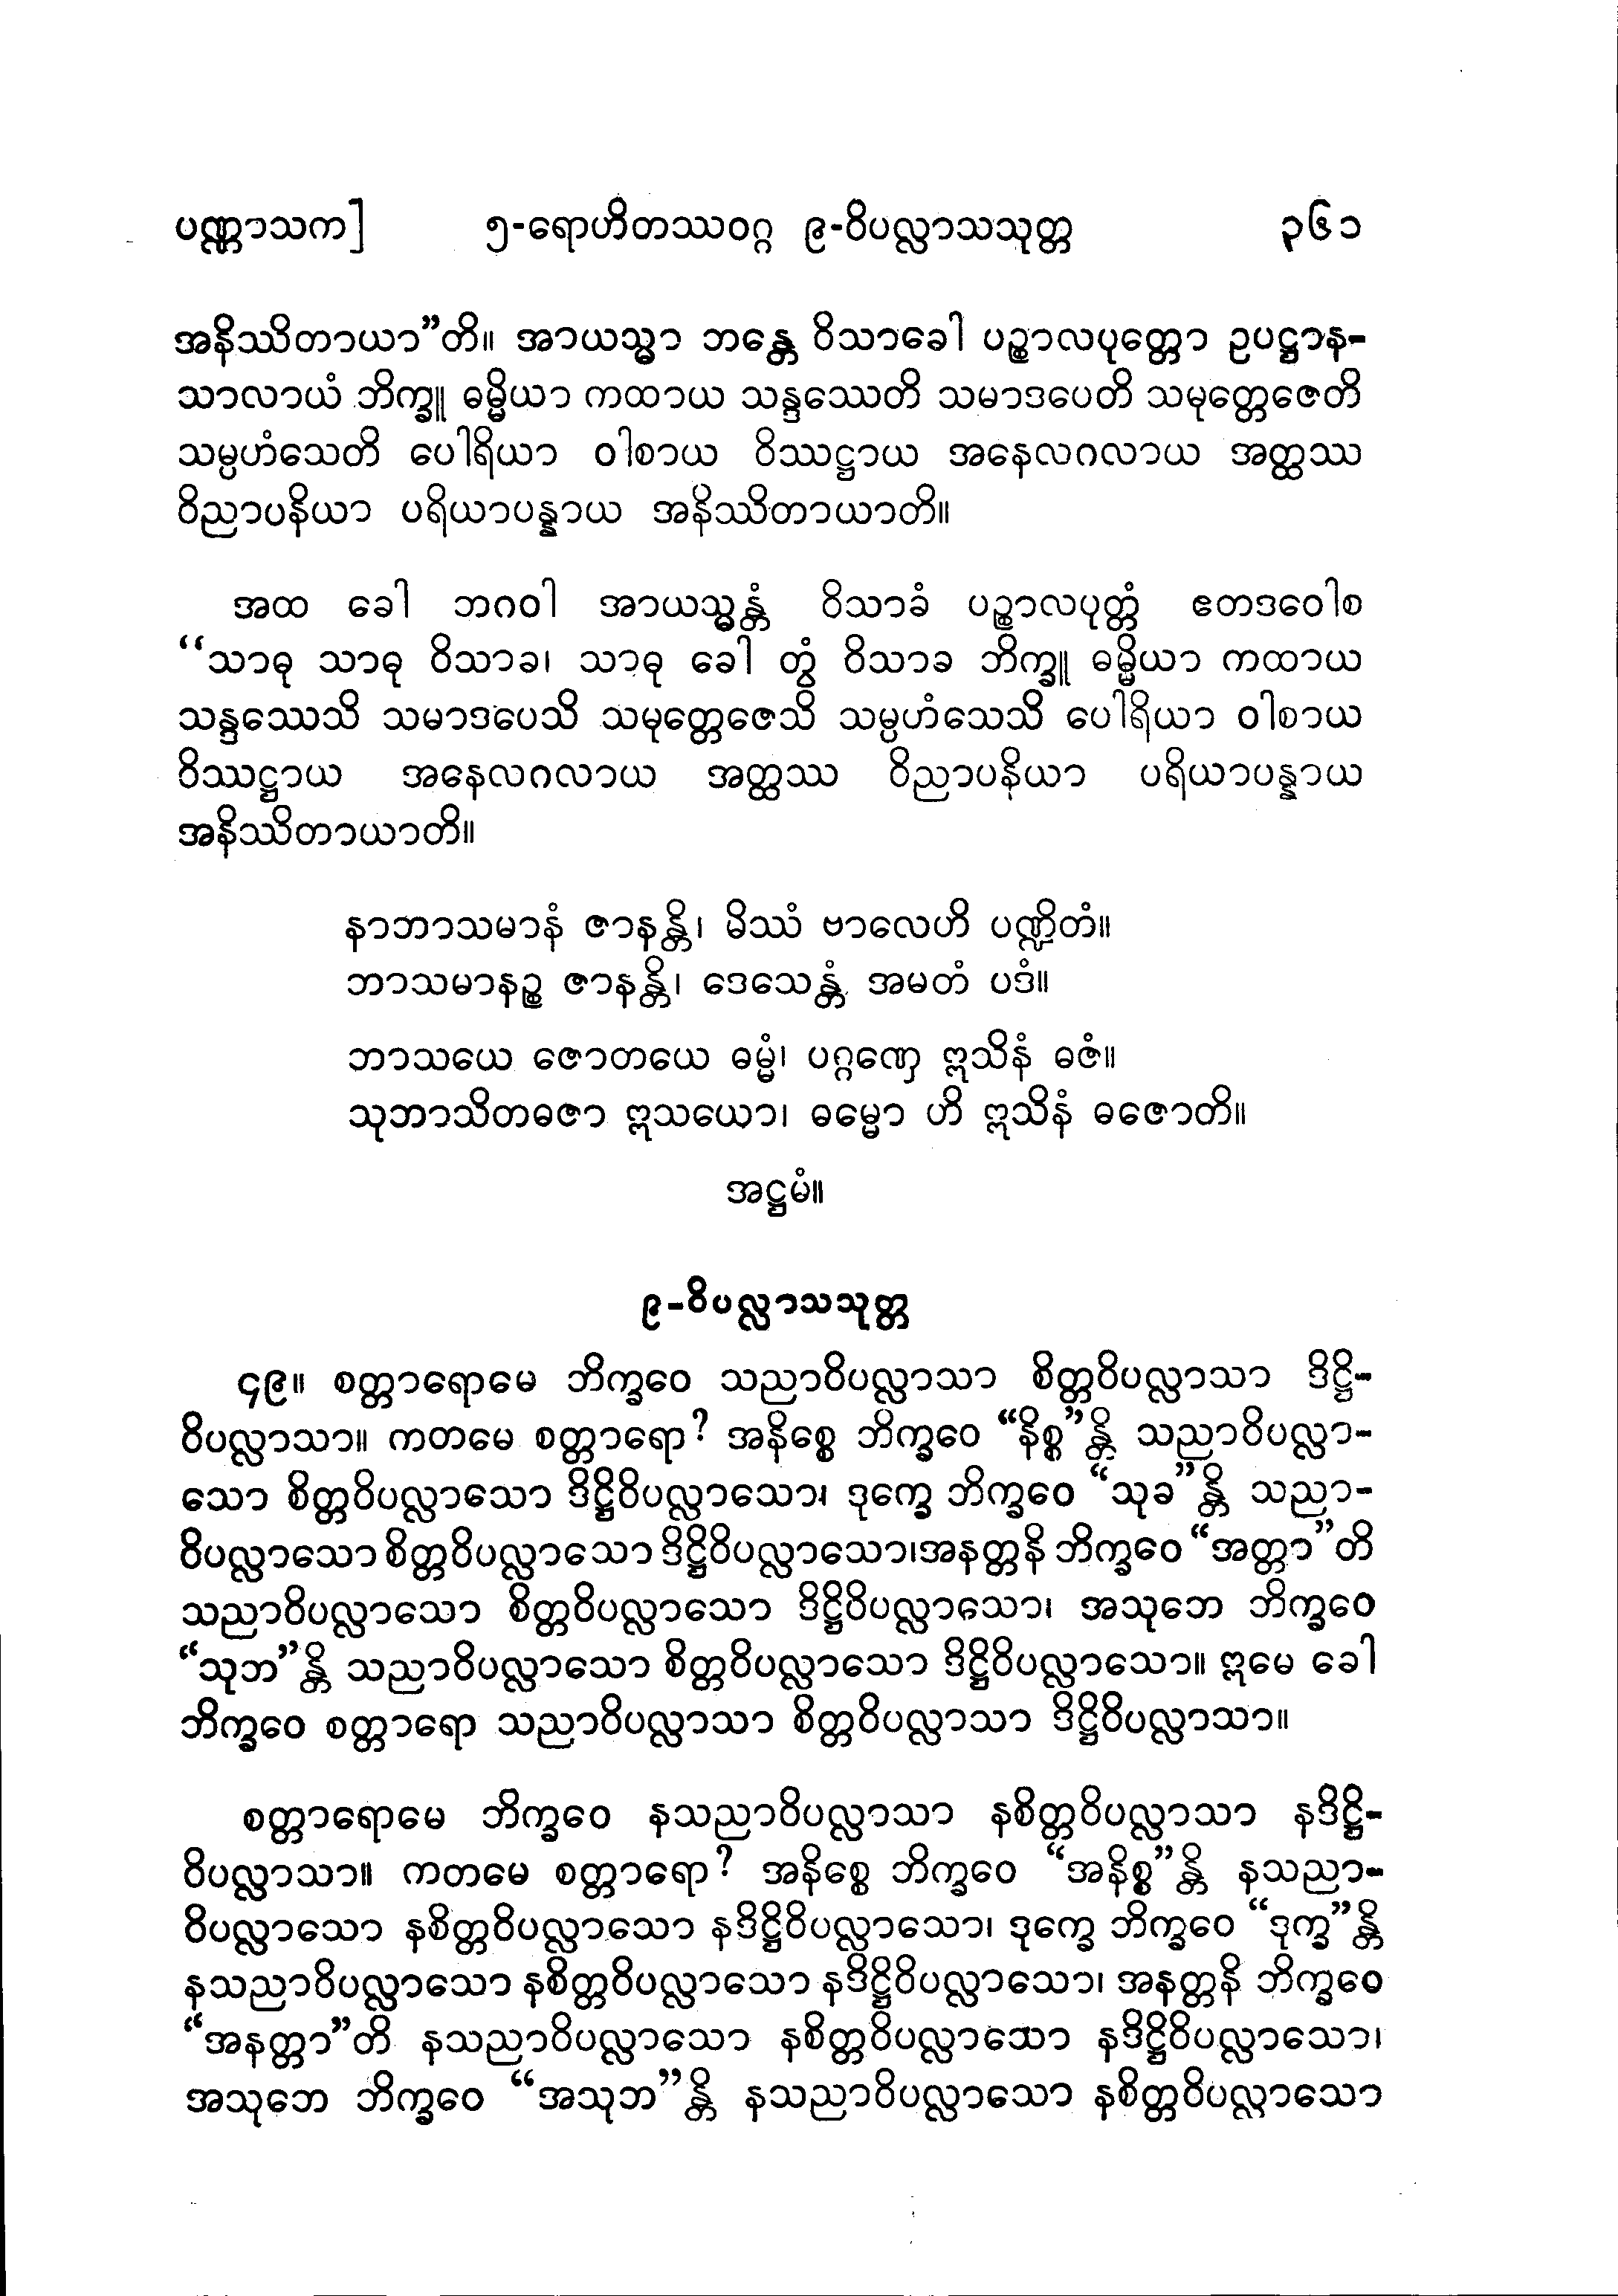 ပဏ္ဏာသက] ၅-ရောဟိတဿဝဂ္ဂ ၉-ဝိပလ္လာသသုတ္တ ၃၆၁
အနိဿိတာယာ”တိ။ အာယသ္မာ ဘန္တေ ဝိသာခေါ ပဉ္စာလပုတ္တော ဥပဋ္ဌာန-
သာလာယံ ဘိက္ခူ ဓမ္မိယာ ကထာယ သန္ဒဿေတိ သမာဒပေတိ သမုတ္တေဇေတိ
သမ္ပဟံသေတိ ပေါရိယာ ဝါစာယ ဝိဿဋ္ဌာယ အနေလဂလာယ အတ္ထဿ
ဝိညာပနိယာ ပရိယာပန္နာယ အနိဿိတာယာတိ။
အထ ခေါ ဘဂဝါ အာယသ္မန္တံ ဝိသာခံ ပဉ္စာလပုတ္တံ ဧတဒဝေါစ
“သာဓု သာဓု ဝိသာခ၊ သာဓု ခေါ တွံ ဝိသာခ ဘိက္ခူ ဓမ္မိယာ ကထာယ
သန္ဒဿေသိ သမာဒပေသိ သမုတ္တေဇေသိ သမ္ပဟံသေသိ ပေါရိယာ ဝါစာယ
ဝိဿဋ္ဌာယ အနေလဂလာယ အတ္ထဿ ဝိညာပနိယာ ပရိယာပန္နာယ
အနိဿိတာယာတိ။
နာဘာသမာနံ ဇာနန္တိ၊ မိဿံ ဗာလေဟိ ပဏ္ဍိတံ။
ဘာသမာနဉ္စ ဇာနန္တိ၊ ဒေသေန္တံ အမတံ ပဒံ။
ဘာသယေ ဇောတယေ ဓမ္မံ၊ ပဂ္ဂဏှေ ဣသိနံ ဓဇံ။
သုဘာသိတဓဇာ ဣသယော၊ ဓမ္မော ဟိ ဣသိနံ ဓဇောတိ။
အဋ္ဌမံ။
၉-ဝိပလ္လာသသုတ္တ
၄၉။ စတ္တာရောမေ ဘိက္ခဝေ သညာဝိပလ္လာသာ စိတ္တဝိပလ္လာသာ ဒိဋ္ဌိ-
ဝိပလ္လာသာ။ ကတမေ စတ္တာရော? အနိစ္စေ ဘိက္ခဝေ “နိစ္စ”န္တိ သညာဝိပလ္လာ-
သော စိတ္တဝိပလ္လာသော ဒိဋ္ဌိဝိပလ္လာသော၊ ဒုက္ခေ ဘိက္ခဝေ “သုခ”န္တိ သညာ-
ဝိပလ္လာသော စိတ္တဝိပလ္လာသော ဒိဋ္ဌိဝိပလ္လာသော၊အနတ္တနိ ဘိက္ခဝေ “အတ္တာ”တိ
သညာဝိပလ္လာသော စိတ္တဝိပလ္လာသော ဒိဋ္ဌိဝိပလ္လာသော၊ အသုဘေ ဘိက္ခဝေ
“သုဘ”န္တိ သညာဝိပလ္လာသော စိတ္တဝိပလ္လာသော ဒိဋ္ဌိဝိပလ္လာသော။ ဣမေ ခေါ
ဘိက္ခဝေ စတ္တာရော သညာဝိပလ္လာသာ စိတ္တဝိပလ္လာသာ ဒိဋ္ဌိဝိပလ္လာသာ။
စတ္တာရောမေ ဘိက္ခဝေ နသညာဝိပလ္လာသာ နစိတ္တဝိပလ္လာသာ နဒိဋ္ဌိ-
ဝိပလ္လာသာ။ ကတမေ စတ္တာရော? အနိစ္စေ ဘိက္ခဝေ “အနိစ္စ”န္တိ နသညာ-
ဝိပလ္လာသော နစိတ္တဝိပလ္လာသော နဒိဋ္ဌိဝိပလ္လာသော၊ ဒုက္ခေ ဘိက္ခဝေ “ဒုက္ခ”န္တိ
နသညာဝိပလ္လာသော နစိတ္တဝိပလ္လာသော နဒိဋ္ဌိဝိပလ္လာသော၊ အနတ္တနိ ဘိက္ခဝေ
“အနတ္တာ”တိ နသညာဝိပလ္လာသော နစိတ္တဝိပလ္လာသော နဒိဋ္ဌိဝိပလ္လာသော၊
အသုဘေ ဘိက္ခဝေ “အသုဘ”န္တိ နသညာဝိပလ္လာသော နစိတ္တဝိပလ္လာသော